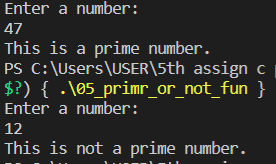 Enter a number:
47
This is a prime number.
PS C:\Users\USER\5th assign c
$?) { .\05_primr_or_not_fun }
Enter a number:
12
This is not a prime number.